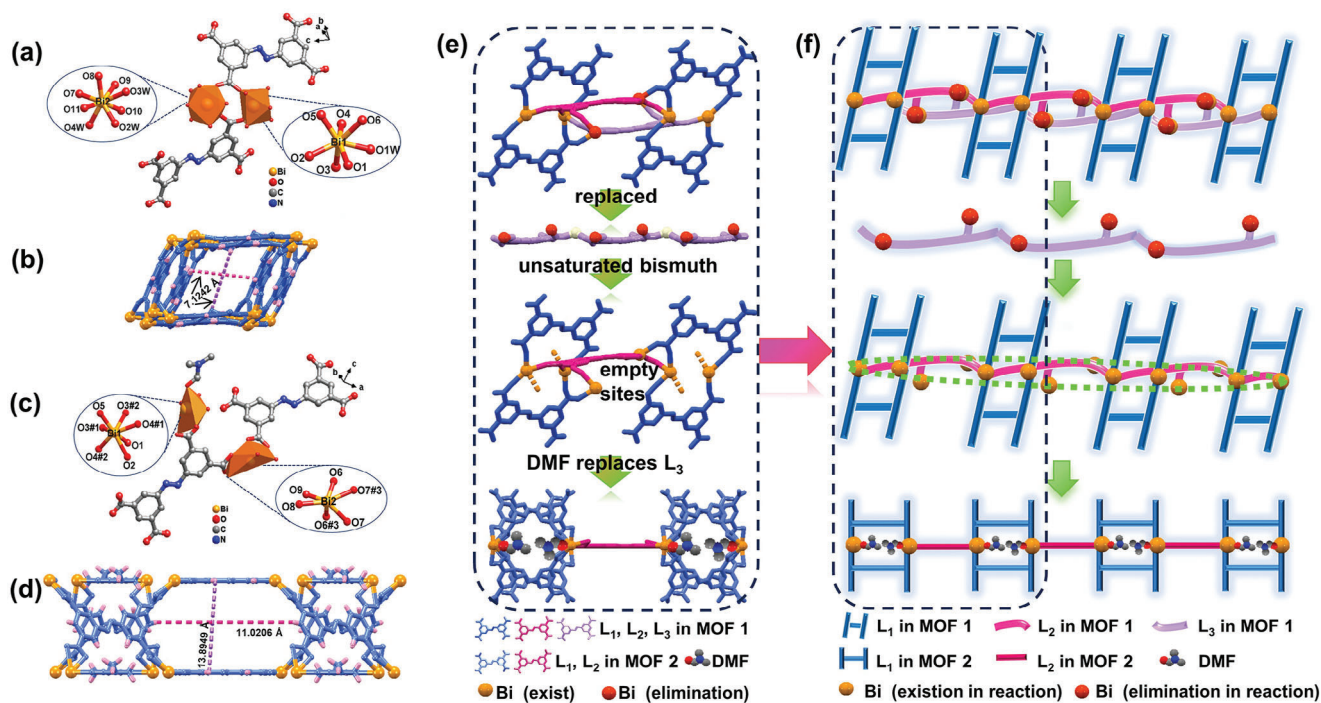 (a)
b
a
c
O8
O9
O7
O3W
Bi2
O11
O10
O4W
O2W
O5
O4
O6
Bi1
O2
O1W
O3
O1
Bi
O
C
N
(b)
7.1242 Å
(c)
c
b
a
O5
O3#2
O3#1
O4#1
Bi1
O1
O4#2
O2
O6
O9
O7#3
Bi2
O8
O6#3
O7
Bi
O
C
N
(d)
11.0206 Å
13.8949 Å
(e)
replaced
unsaturated bismuth
empty
sites
DMF replaces L₃
L₁, L₂, L₃ in MOF 1
L₁, L₂ in MOF 2
DMF
Bi (exist)
Bi (elimination)
(f)
L₁ in MOF 1
L₂ in MOF 1
L₃ in MOF 1
L₁ in MOF 2
L₂ in MOF 2
DMF
Bi (existion in reaction)
Bi (elimination in reaction)